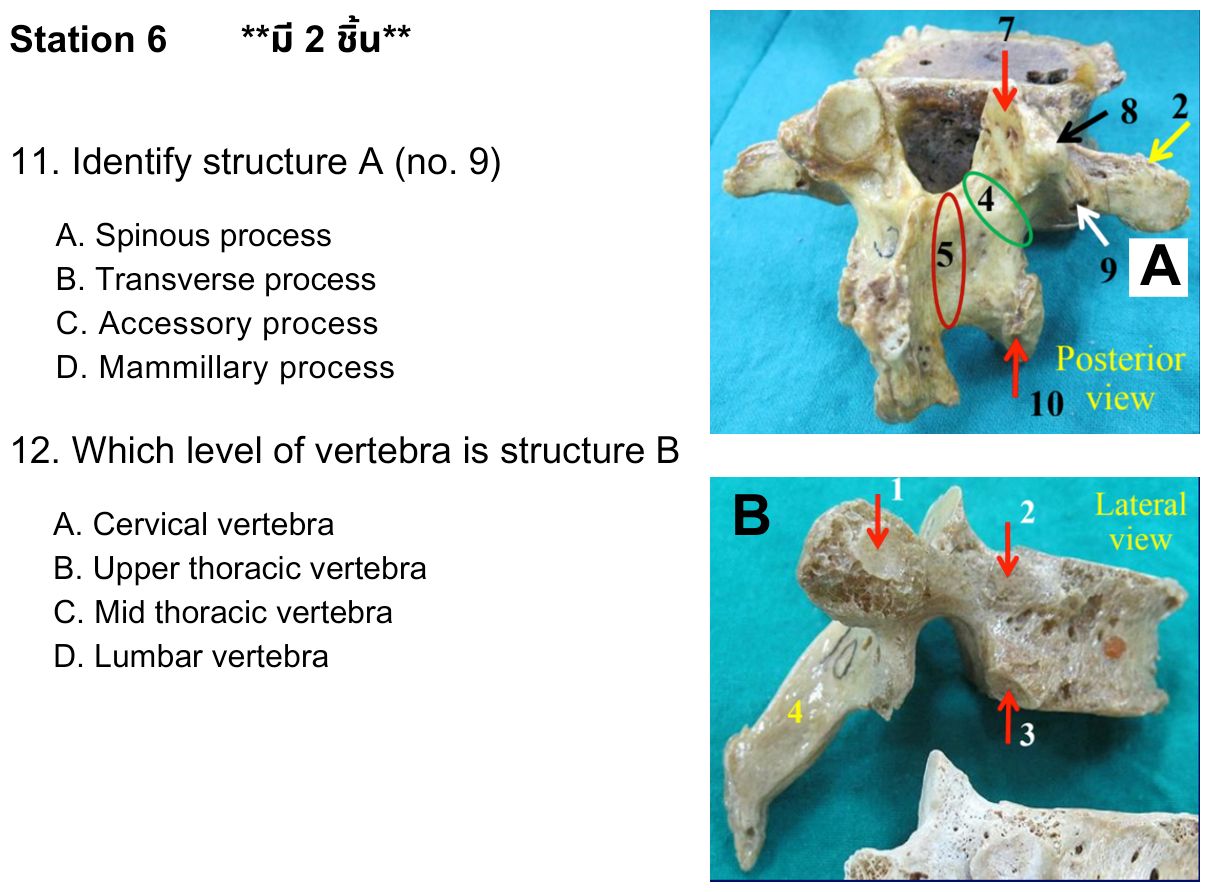 Station 6 **มี 2 ชิ้น**
11. Identify structure A (no. 9)
A. Spinous process
B. Transverse process
C. Accessory process
D. Mammillary process
12. Which level of vertebra is structure B
A. Cervical vertebra
B. Upper thoracic vertebra
C. Mid thoracic vertebra
D. Lumbar vertebra
7
8
2
4
5
9
A
10
Posterior
view
B
1
2
Lateral
view
4
3